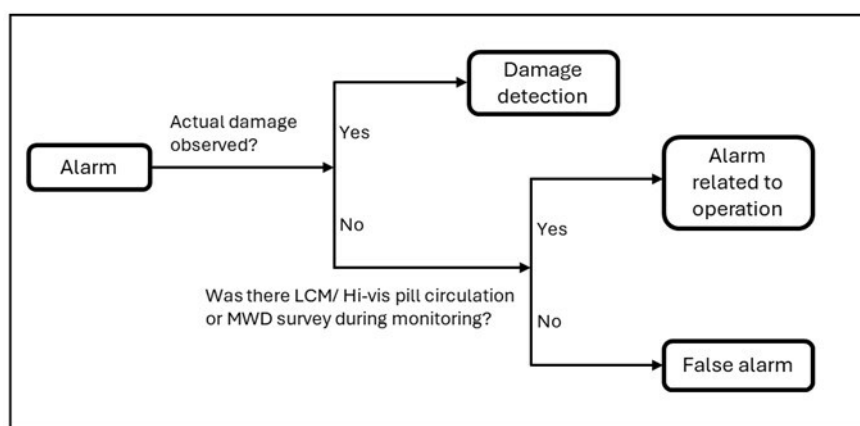 Damage
detection
Actual damage
observed?
Yes
Alarm
Alarm
related to
operation
No
Yes
Was there LCM/ Hi-vis pill circulation
or MWD survey during monitoring?
No
False alarm